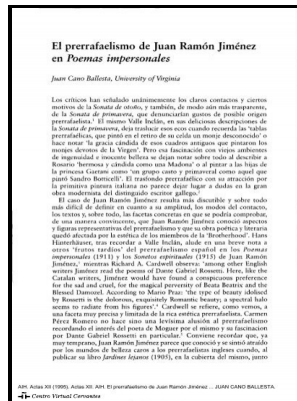 El prerrafaelismo de Juan Ramón Jiménez
en Poemas impersonales
Juan Cano Ballesta, University of Virginia
Los críticos han señalado unánimemente los claros contactos y ciertos
motivos de la Sonata de otoño, y también, de modo aún más trasparente,
de la Sonata de primavera, que denunciarían gustos de posible origen
prerrafaelista.¹ El mismo Valle Inclán, en sus deliciosas descripciones de la
Sonata de primavera, deja traslucir esos ecos cuando recuerda las 'tablas
prerrafaélicas, que pintó en el retiro de su celda un monje desconocido' o
hace notar 'la gracia cándida de esos cuadros antiguos que pintaron los
monjes devotos de la Virgen'. Pero esa fascinación con viejos ambientes
de ingenuidad e inocente belleza se dejan notar sobre todo al describir a
Rosario 'hermosa y cándida como una Madona' o al pintar a las hijas de
la princesa Gaetani como 'un grupo casto y primaveral como aquel que
pintó Sandro Botticelli'. El trasfondo prerrafaélico con su atracción por
la primitiva pintura italiana no parece dejar lugar a dudas en la gran
obra modernista del distinguido escritor gallego.²
El caso de Juan Ramón Jiménez resulta más discutible y sobre todo
más difícil de definir en cuanto a su amplitud, los modos del contacto,
los textos y, sobre todo, las facetas concretas en que se podría comprobar,
de una manera convincente, que Juan Ramón Jiménez conoció aspectos
y figuras representativas del prerrafaelismo y que su obra poética y literaria
quedó afectada por la estética de los miembros de la 'Brotherhood'. Hans
Hinterhäuser, tras recordar a Valle Inclán, alude en una breve nota a
otros 'frutos tardíos' del prerrafaelismo español en los Poemas
impersonales (1911) y los Sonetos espirituales (1915) de Juan Ramón
Jiménez,³ mientras Richard A. Cardwell observa: 'among other English
writers Jiménez read the poems of Dante Gabriel Rossetti. Here, like the
Catalan writers, Jiménez would have found a conspicuous preference
for the sad and cruel, for the magical perversity of Beata Beatrix and the
Blessed Damozel. According to Mario Praz: "the type of beauty idolised
by Rossetti is the dolorous, exquisitely Romantic beauty; a spectral halo
seems to radiate from his figures".' Cardwell se refiere, como vemos, a
una faceta muy precisa y limitada de la rica estética prerrafaelista. Carmen
Pérez Romero no hace sino una levísima alusión al prerrafaelismo
recordando el interés del poeta de Moguer por el mismo y su fascinación
por Dante Gabriel Rossetti en particular. Conviene recordar que, ya
muy temprano, Juan Ramón Jiménez parece que conoció y se sintió atraído
por los mundos de belleza caros a los prerrafaelistas ingleses cuando, al
publicar su libro Jardines lejanos (1905), en la cubierta del mismo, junto
AIH. Actas XII (1995). Actas XII. AIH. El prerrafaelismo de Juan Ramón Jiménez ... JUAN CANO BALLESTA.
Centro Virtual Cervantes